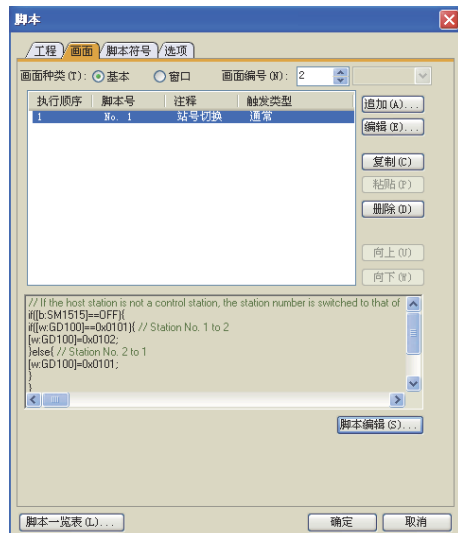 脚本
工程 画面 脚本符号 选项
画面种类(T): 基本 窗口 画面编号(N): 2
执行顺序 脚本号 注释 触发类型
1 No. 1 站号切换 通常
追加(A)...
编辑(E)...
复制(C)
粘贴(P)
删除(D)
向上(U)
向下(W)
// If the host station is not a control station, the station number is switched to that of
if([b:SM1515]==OFF){
if([w:GD100]==0x0101){ // Station No. 1 to 2
[w:GD100]=0x0102;
}else{ // Station No. 2 to 1
[w:GD100]=0x0101;
}
}
脚本编辑(S)...
脚本一览表(L)... 确定 取消